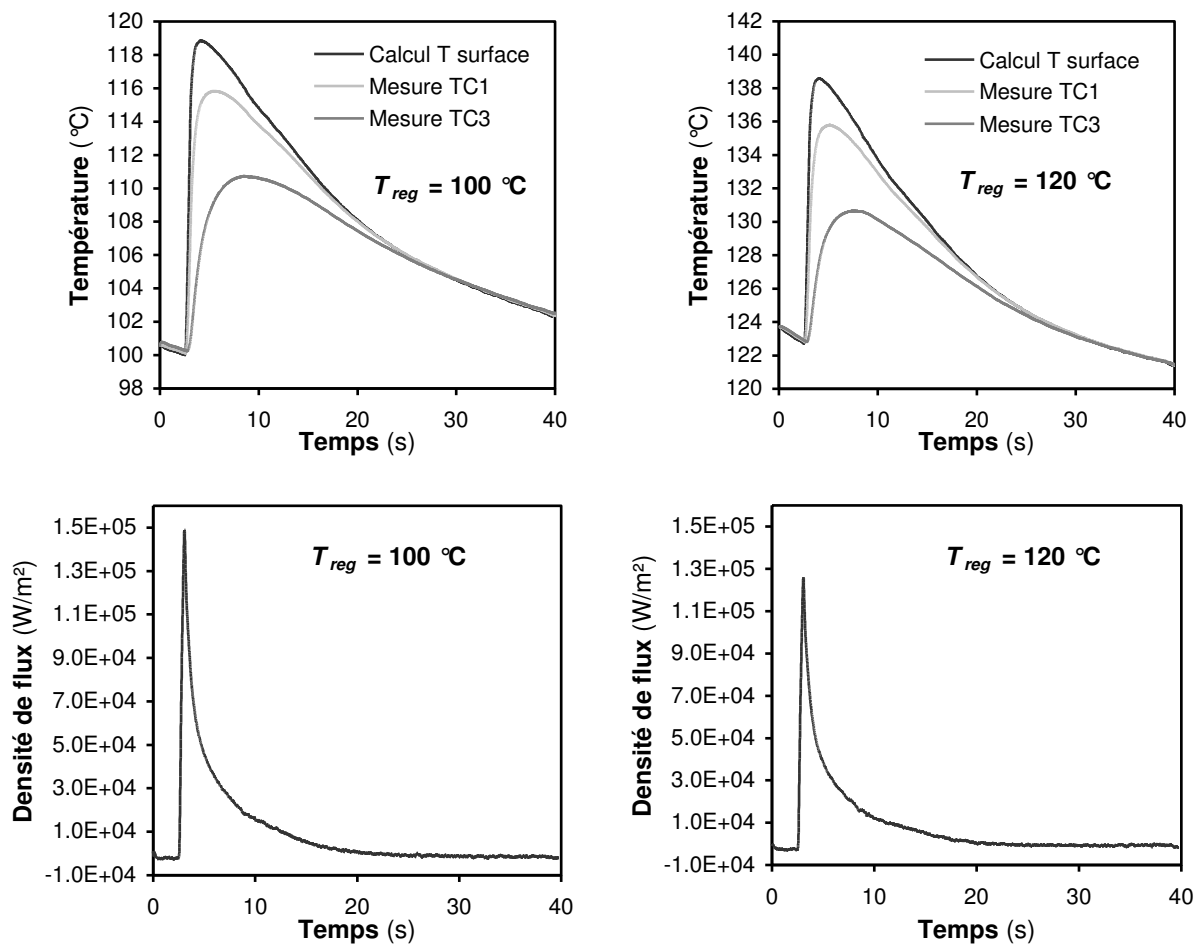 120
118
116
114
112
110
108
106
104
102
100
98
Température (°C)
Calcul T surface
Mesure TC1
Mesure TC3
T reg = 100 °C
0 10 20 30 40
Temps (s)
142
140
138
136
134
132
130
128
126
124
122
120
Température (°C)
Calcul T surface
Mesure TC1
Mesure TC3
T reg = 120 °C
0 10 20 30 40
Temps (s)
1.5E+05
1.3E+05
1.1E+05
9.0E+04
7.0E+04
5.0E+04
3.0E+04
1.0E+04
-1.0E+04
Densité de flux (W/m²)
T reg = 100 °C
0 10 20 30 40
Temps (s)
1.5E+05
1.3E+05
1.1E+05
9.0E+04
7.0E+04
5.0E+04
3.0E+04
1.0E+04
-1.0E+04
Densité de flux (W/m²)
T reg = 120 °C
0 10 20 30 40
Temps (s)